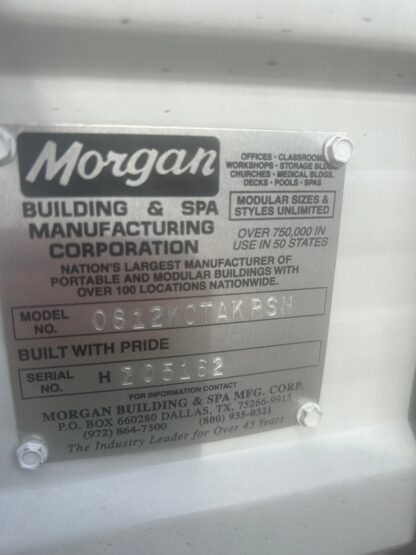 Morgan
OFFICES • CLASSROOMS
WORKSHOPS • STORAGE BLDGS.
CHURCHES • MEDICAL BLDGS.
DECKS • POOLS • SPAS
BUILDING & SPA
MANUFACTURING
CORPORATION
MODULAR SIZES &
STYLES UNLIMITED
OVER 750,000 IN
USE IN 50 STATES
NATION'S LARGEST MANUFACTURER OF
PORTABLE AND MODULAR BUILDINGS WITH
OVER 100 LOCATIONS NATIONWIDE.
MODEL NO. 0612KCTAKRSN
BUILT WITH PRIDE
SERIAL NO. H 205162
FOR INFORMATION CONTACT
MORGAN BUILDING & SPA MFG. CORP.
P.O. BOX 660280 DALLAS, TX. 75266-9915
(972) 864-7300 (800) 935-0321
The Industry Leader for Over 45 Years